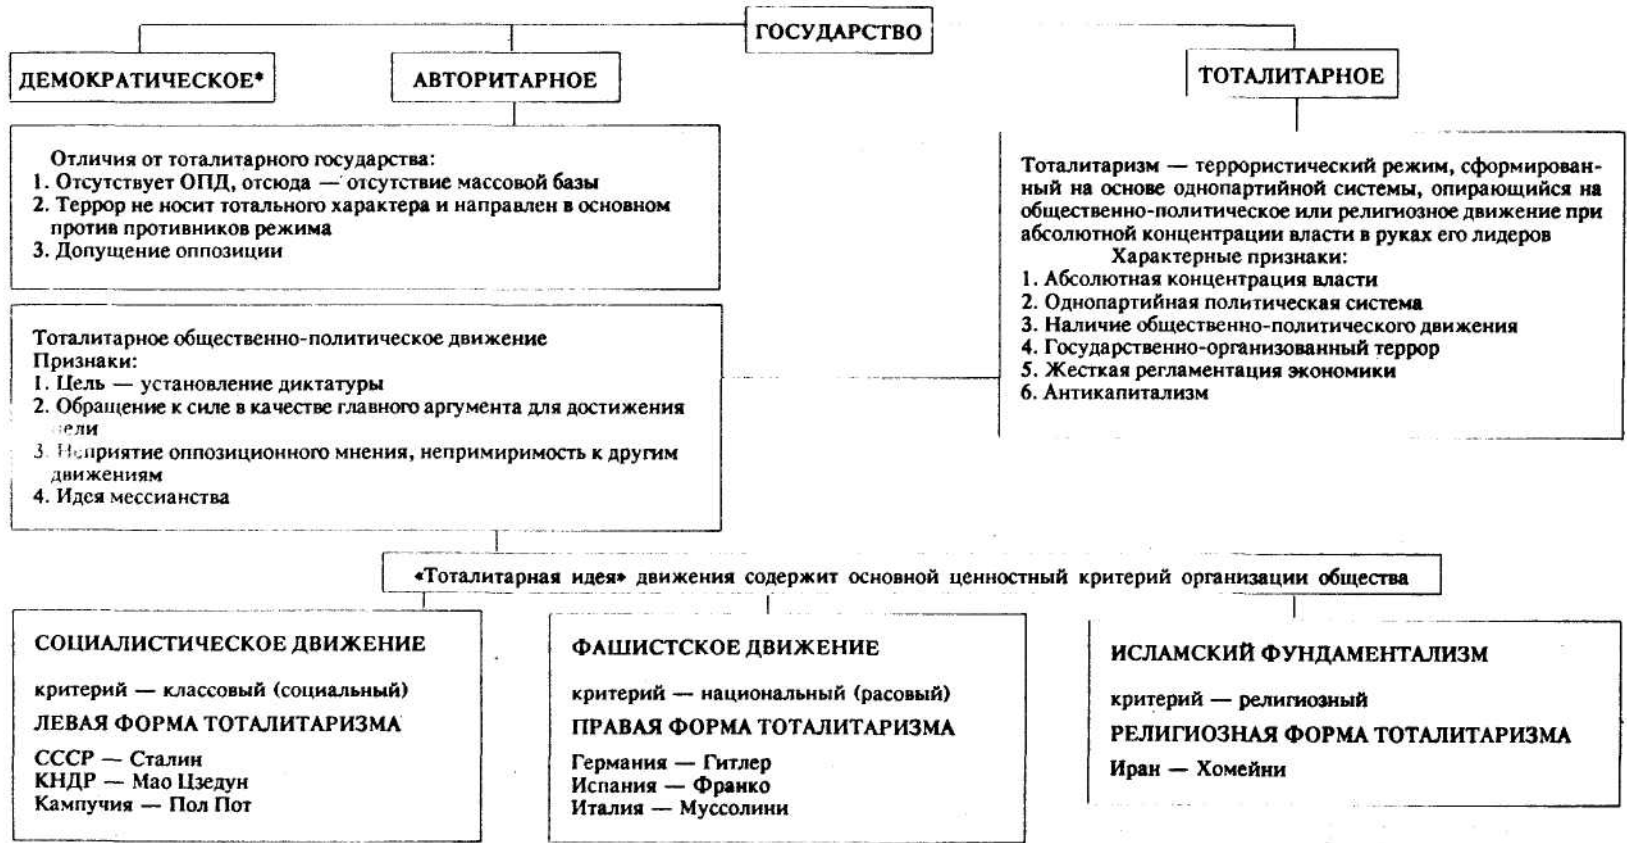 ГОСУДАРСТВО
ДЕМОКРАТИЧЕСКОЕ*
АВТОРИТАРНОЕ
ТОТАЛИТАРНОЕ
Отличия от тоталитарного государства:
1. Отсутствует ОПД, отсюда — отсутствие массовой базы
2. Террор не носит тотального характера и направлен в основном
против противников режима
3. Допущение оппозиции
Тоталитаризм — террористический режим, сформирован-
ный на основе однопартийной системы, опирающийся на
общественно-политическое или религиозное движение при
абсолютной концентрации власти в руках его лидеров
Характерные признаки:
1. Абсолютная концентрация власти
2. Однопартийная политическая система
3. Наличие общественно-политического движения
4. Государственно-организованный террор
5. Жесткая регламентация экономики
6. Антикапитализм
Тоталитарное общественно-политическое движение
Признаки:
1. Цель — установление диктатуры
2. Обращение к силе в качестве главного аргумента для достижения
цели
3. Неприятие оппозиционного мнения, непримиримость к другим
движениям
4. Идея мессианства
«Тоталитарная идея» движения содержит основной ценностный критерий организации общества
СОЦИАЛИСТИЧЕСКОЕ ДВИЖЕНИЕ
критерий — классовый (социальный)
ЛЕВАЯ ФОРМА ТОТАЛИТАРИЗМА
СССР — Сталин
КНДР — Мао Цзедун
Кампучия — Пол Пот
ФАШИСТСКОЕ ДВИЖЕНИЕ
критерий — национальный (расовый)
ПРАВАЯ ФОРМА ТОТАЛИТАРИЗМА
Германия — Гитлер
Испания — Франко
Италия — Муссолини
ИСЛАМСКИЙ ФУНДАМЕНТАЛИЗМ
критерий — религиозный
РЕЛИГИОЗНАЯ ФОРМА ТОТАЛИТАРИЗМА
Иран — Хомейни